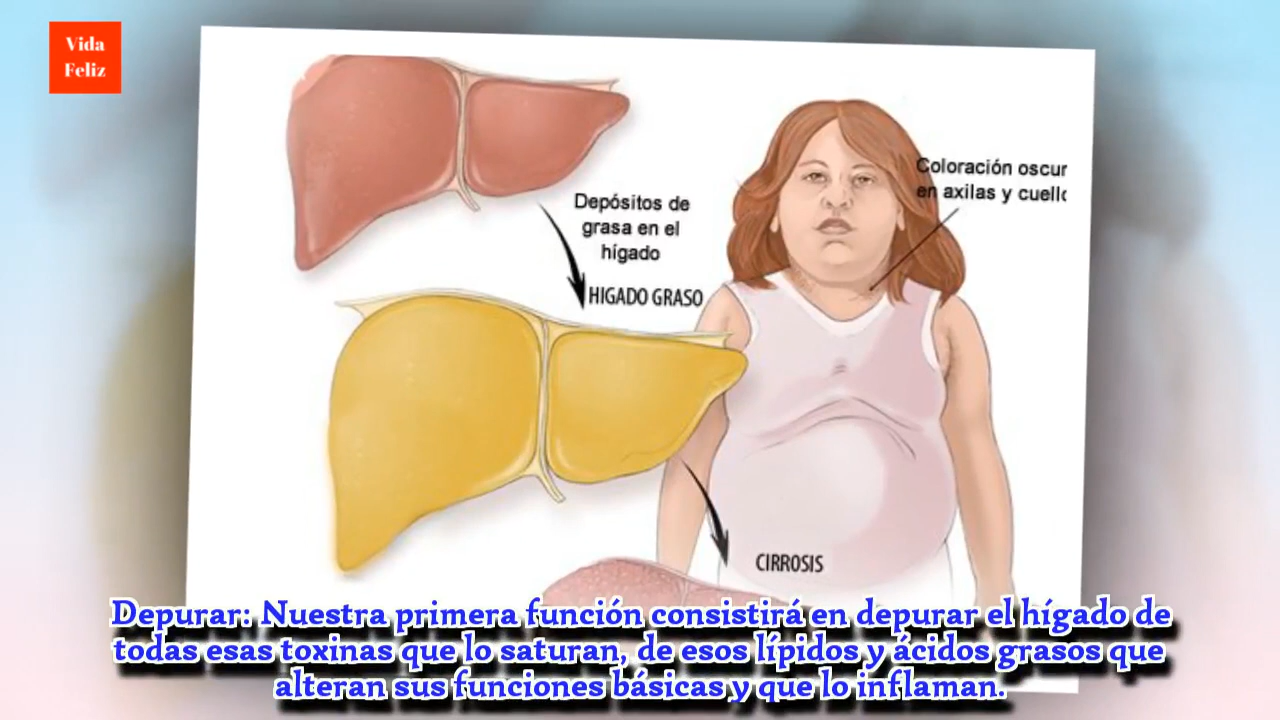 Vida
Feliz
Coloración oscur
en axilas y cuell
Depósitos de
grasa en el
hígado
HIGADO GRASO
CIRROSIS
Depurar: Nuestra primera función consistirá en depurar el hígado de
todas esas toxinas que lo saturan, de esos lípidos y ácidos grasos que
alteran sus funciones básicas y que lo inflaman.